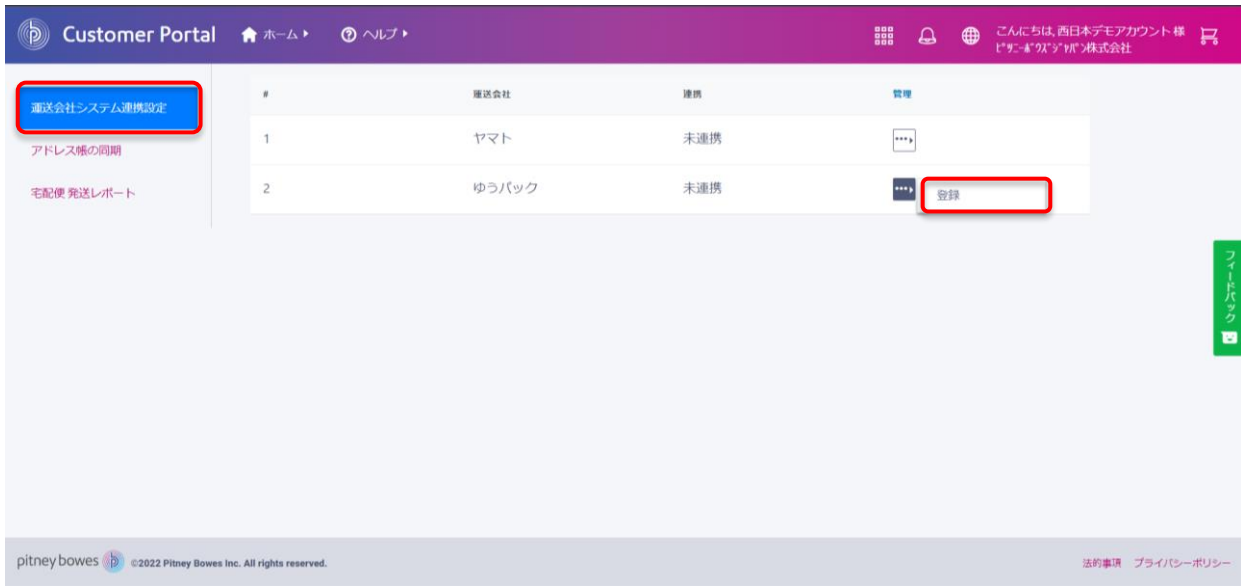 Customer Portal
ホーム
ヘルプ
こんにちは, 西日本デモアカウント 様
ﾋﾟﾂﾆｰﾎﾞｳｽﾞｼﾞｬﾊﾟﾝ株式会社
運送会社システム連携設定
アドレス帳の同期
宅配便 発送レポート
# 運送会社 連携 管理
1 ヤマト 未連携
2 ゆうパック 未連携
登録
フィードバック
pitney bowes ©2022 Pitney Bowes Inc. All rights reserved.
法的事項 プライバシーポリシー